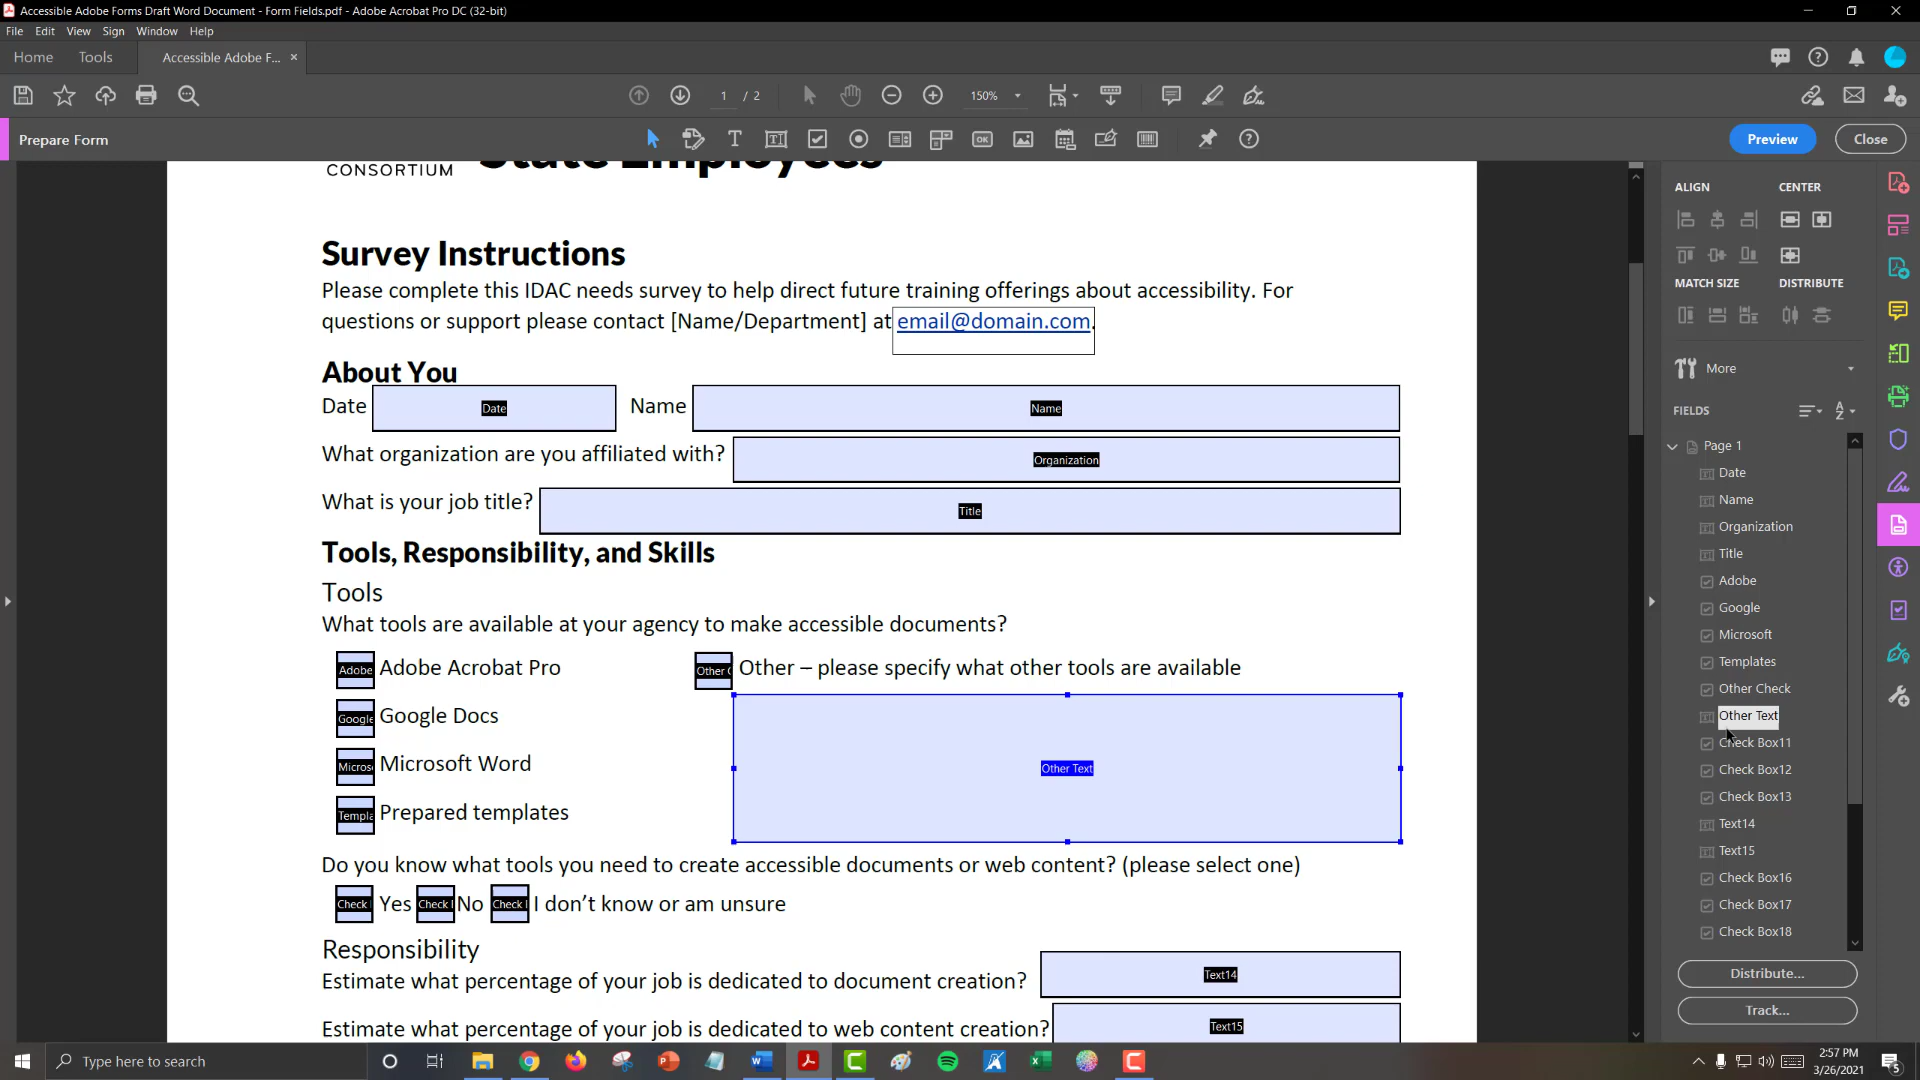 Accessible Adobe Forms Draft Word Document - Form Fields.pdf - Adobe Acrobat Pro DC (32-bit)
File Edit View Sign Window Help
Home Tools Accessible Adobe F... ×
1 / 2 150%
Prepare Form
OK
Preview Close
CONSORTIUM State Employees
Survey Instructions
Please complete this IDAC needs survey to help direct future training offerings about accessibility. For
questions or support please contact [Name/Department] at email@domain.com.
About You
Date Date Name Name
What organization are you affiliated with? Organization
What is your job title? Title
Tools, Responsibility, and Skills
Tools
What tools are available at your agency to make accessible documents?
Adobe Adobe Acrobat Pro Other C Other – please specify what other tools are available
Google Google Docs
Micros Microsoft Word Other Text
Templa Prepared templates
Do you know what tools you need to create accessible documents or web content? (please select one)
Check Yes Check No Check I don't know or am unsure
Responsibility
Estimate what percentage of your job is dedicated to document creation? Text14
Estimate what percentage of your job is dedicated to web content creation? Text15
ALIGN CENTER
MATCH SIZE DISTRIBUTE
More
FIELDS
Page 1
Date
Name
Organization
Title
Adobe
Google
Microsoft
Templates
Other Check
Other Text
Check Box11
Check Box12
Check Box13
Text14
Text15
Check Box16
Check Box17
Check Box18
Distribute...
Track...
Type here to search
2:57 PM
3/26/2021
5